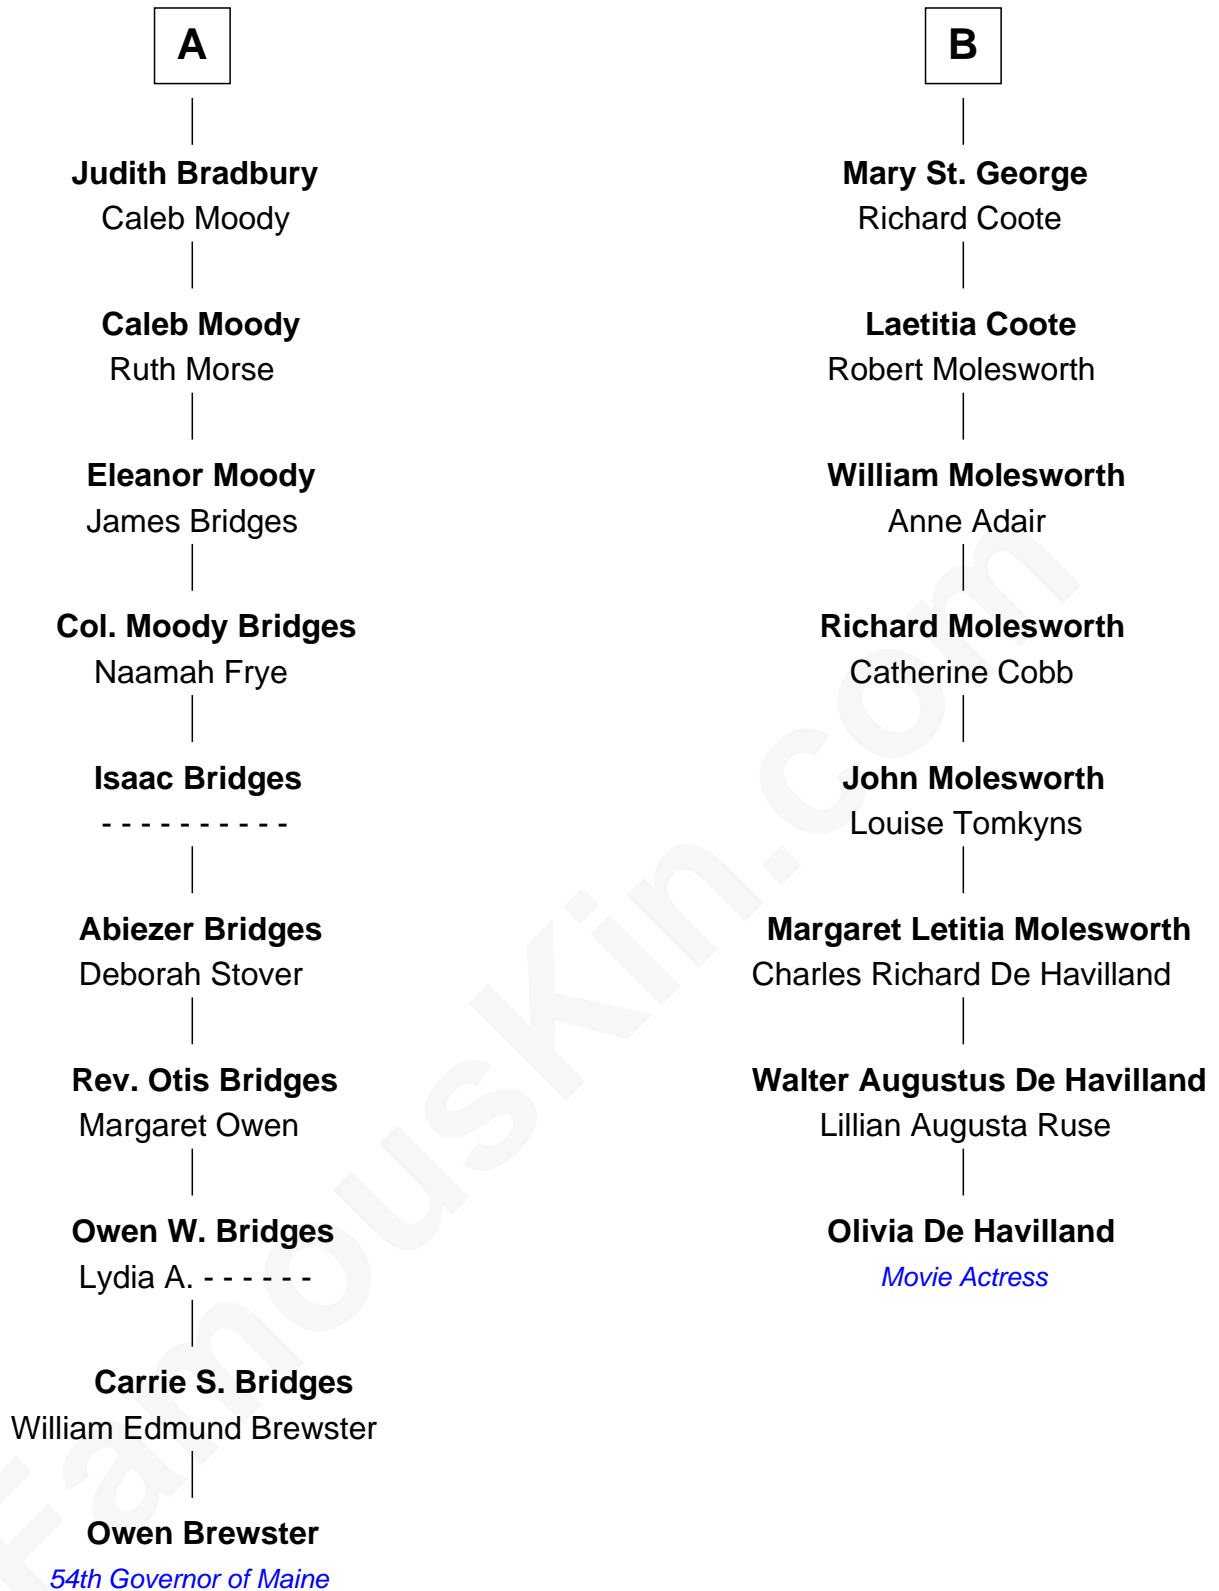 A
Judith Bradbury
Caleb Moody
Caleb Moody
Ruth Morse
Eleanor Moody
James Bridges
Col. Moody Bridges
Naamah Frye
Isaac Bridges
- - - - - - - - - -
Abiezer Bridges
Deborah Stover
Rev. Otis Bridges
Margaret Owen
Owen W. Bridges
Lydia A. - - - - - -
Carrie S. Bridges
William Edmund Brewster
Owen Brewster
54th Governor of Maine
B
Mary St. George
Richard Coote
Laetitia Coote
Robert Molesworth
William Molesworth
Anne Adair
Richard Molesworth
Catherine Cobb
John Molesworth
Louise Tomkyns
Margaret Letitia Molesworth
Charles Richard De Havilland
Walter Augustus De Havilland
Lillian Augusta Ruse
Olivia De Havilland
Movie Actress
FamousKin.com